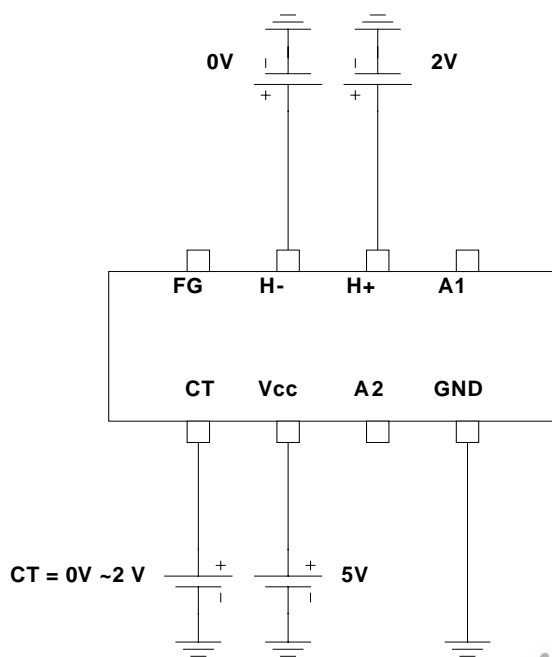 0V 2V
FG H- H+ A1
CT Vcc A2 GND
CT = 0V ~2 V 5V